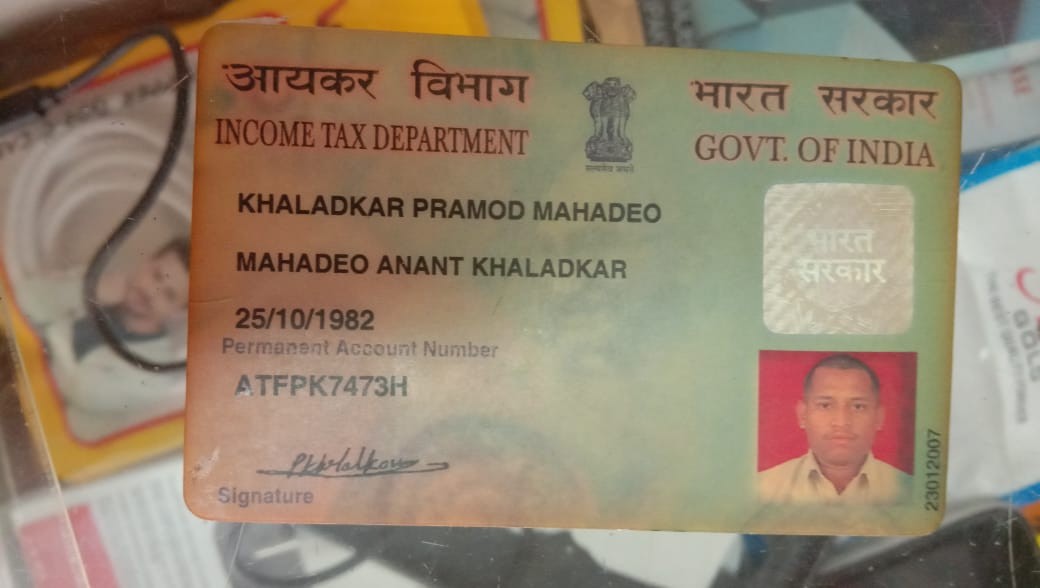 आयकर विभाग
INCOME TAX DEPARTMENT
सत्यमेव जयते
भारत सरकार
GOVT. OF INDIA
KHALADKAR PRAMOD MAHADEO
MAHADEO ANANT KHALADKAR
25/10/1982
Permanent Account Number
ATFPK7473H
Signature
भारत
सरकार
23012007